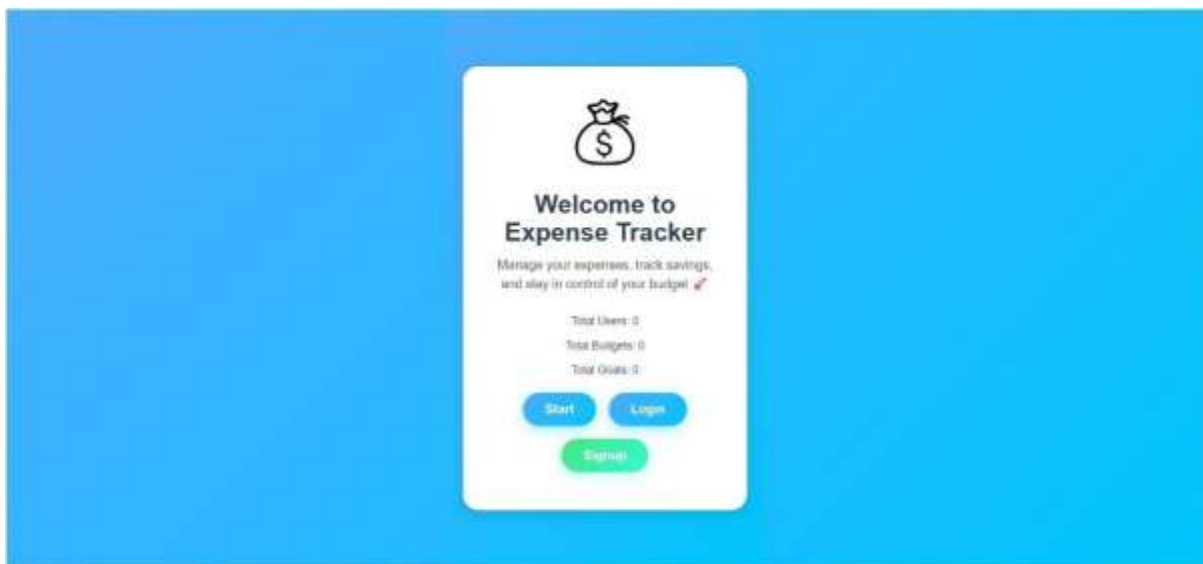 $
Welcome to
Expense Tracker
Manage your expenses, track savings,
and stay in control of your budget 🚀
Total Users: 0
Total Budgets: 0
Total Goals: 0
Start
Login
Signup